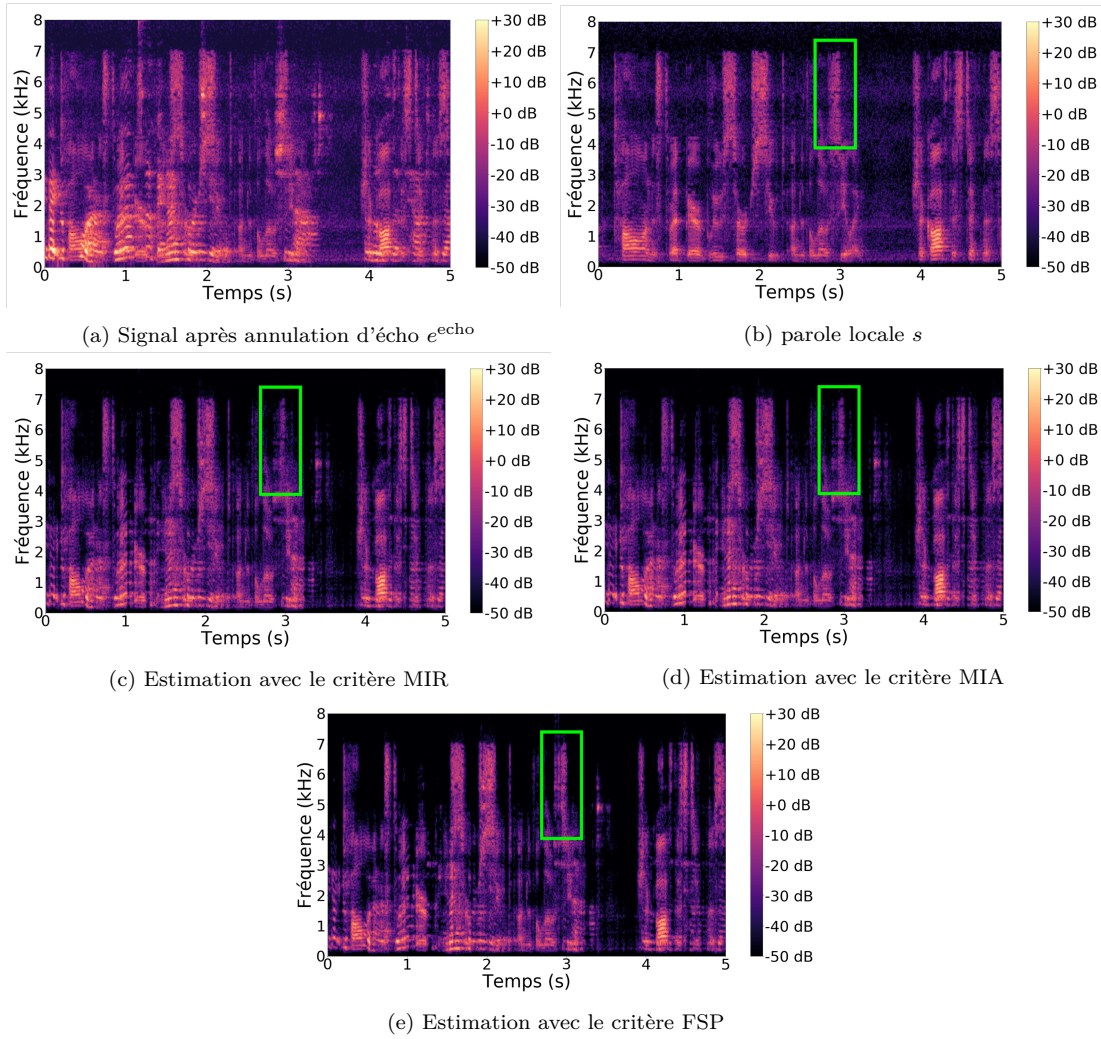 8
7
6
5
4
3
2
1
0
Fréquence (kHz)
0 1 2 3 4 5
Temps (s)
+30 dB
+20 dB
+10 dB
+0 dB
-10 dB
-20 dB
-30 dB
-40 dB
-50 dB
(a) Signal après annulation d'écho e^echo
8
7
6
5
4
3
2
1
0
Fréquence (kHz)
1 2 3 4 5
Temps (s)
+30 dB
+20 dB
+10 dB
+0 dB
-10 dB
-20 dB
-30 dB
-40 dB
-50 dB
(b) parole locale s
8
7
6
5
4
3
2
1
0
Fréquence (kHz)
0 1 2 3 4 5
Temps (s)
+30 dB
+20 dB
+10 dB
+0 dB
-10 dB
-20 dB
-30 dB
-40 dB
-50 dB
(c) Estimation avec le critère MIR
8
7
6
5
4
3
2
1
0
Fréquence (kHz)
0 1 2 3 4 5
Temps (s)
+30 dB
+20 dB
+10 dB
+0 dB
-10 dB
-20 dB
-30 dB
-40 dB
-50 dB
(d) Estimation avec le critère MIA
8
7
6
5
4
3
2
1
0
Fréquence (kHz)
0 1 2 3 4 5
Temps (s)
+30 dB
+20 dB
+10 dB
+0 dB
-10 dB
-20 dB
-30 dB
-40 dB
-50 dB
(e) Estimation avec le critère FSP